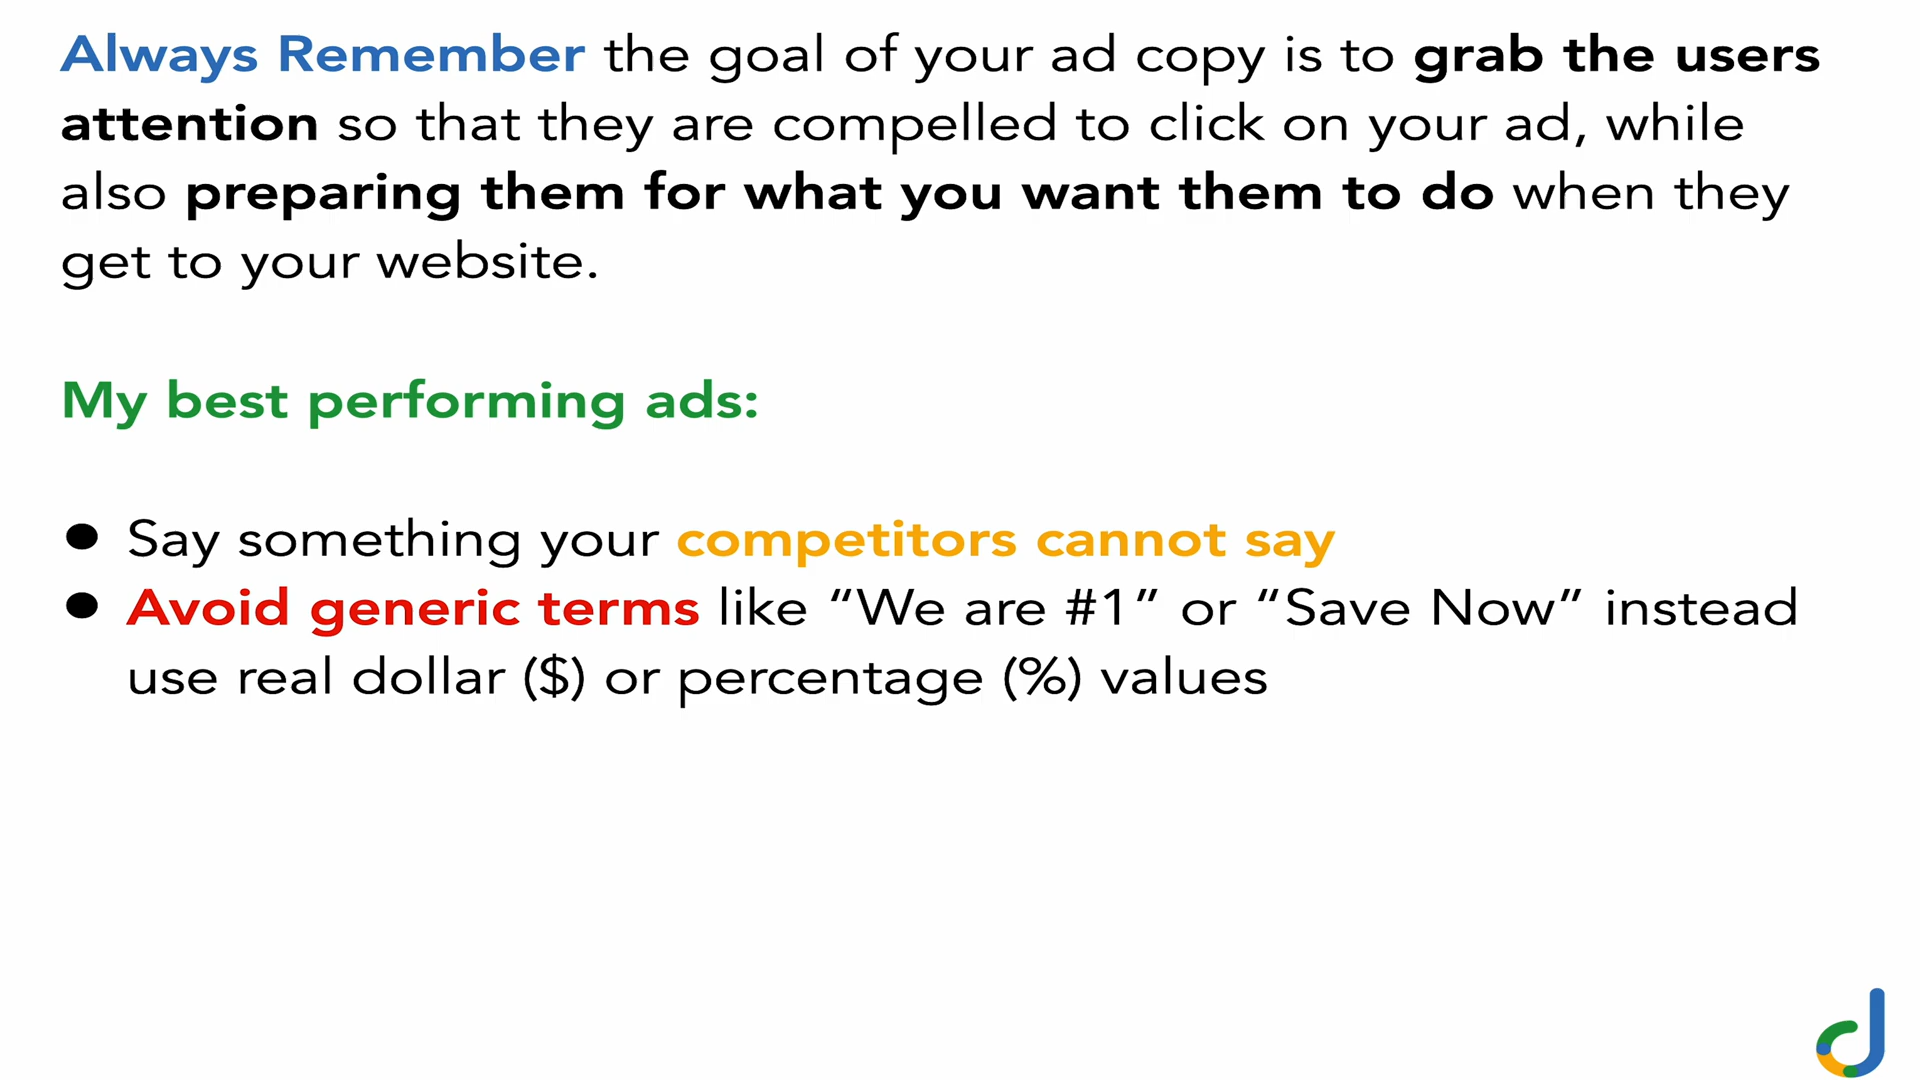 Always Remember the goal of your ad copy is to grab the users
attention so that they are compelled to click on your ad, while
also preparing them for what you want them to do when they
get to your website.
My best performing ads:
● Say something your competitors cannot say
● Avoid generic terms like “We are #1” or “Save Now” instead
use real dollar ($) or percentage (%) values